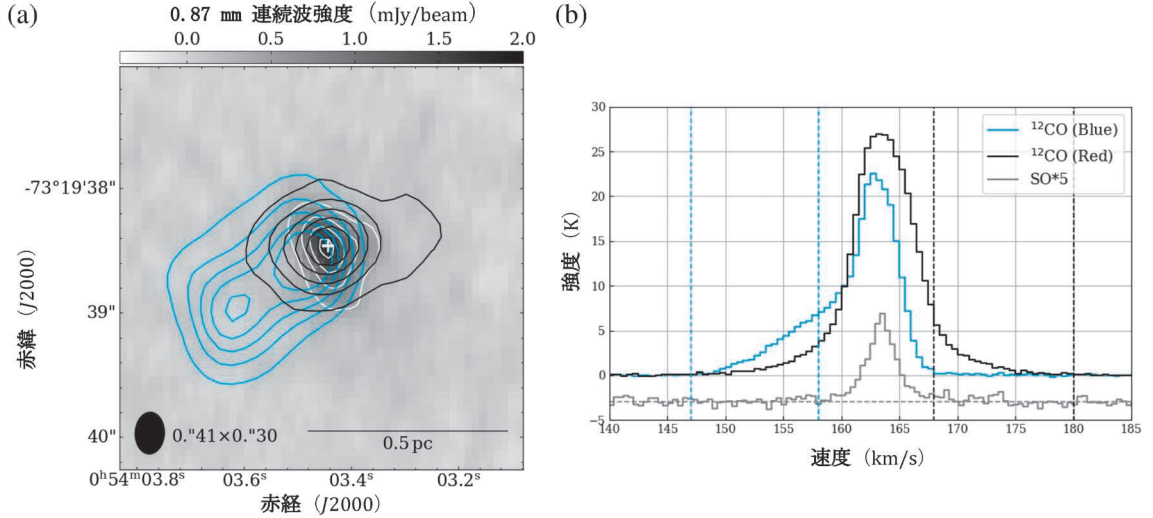 (a)
0.87 mm 連続波強度 (mJy/beam)
0.0 0.5 1.0 1.5 2.0
-73°19'38"
39"
40"
赤緯 (J2000)
0."41×0."30
0.5 pc
0ʰ54ᵐ03.8ˢ 03.6ˢ 03.4ˢ 03.2ˢ
赤経 (J2000)
(b)
30
25
20
15
10
5
0
−5
強度 (K)
¹²CO (Blue)
¹²CO (Red)
SO*5
140 145 150 155 160 165 170 175 180 185
速度 (km/s)